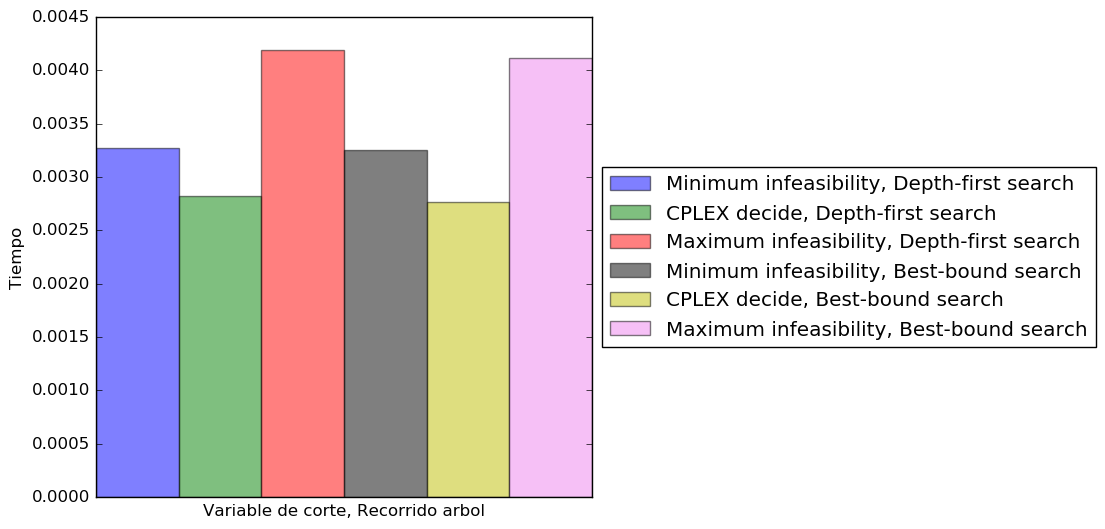 0.0045
0.0040
0.0035
0.0030
0.0025
0.0020
0.0015
0.0010
0.0005
0.0000
Tiempo
Variable de corte, Recorrido arbol
Minimum infeasibility, Depth-first search
CPLEX decide, Depth-first search
Maximum infeasibility, Depth-first search
Minimum infeasibility, Best-bound search
CPLEX decide, Best-bound search
Maximum infeasibility, Best-bound search